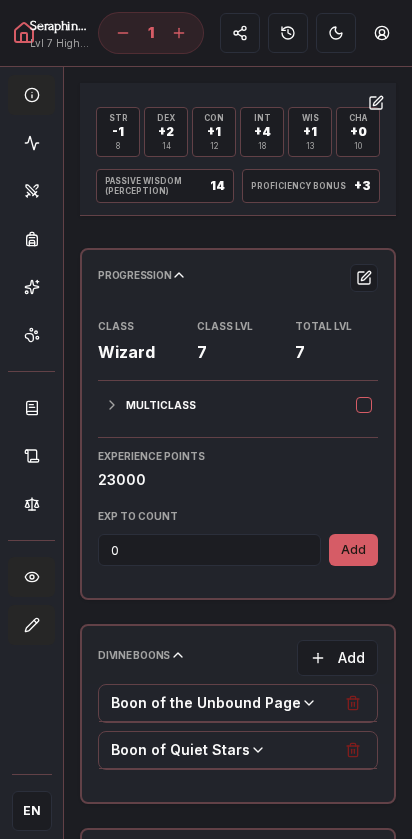 Seraphin...
Lvl 7 High...
1
STR
-1
8
DEX
+2
14
CON
+1
12
INT
+4
18
WIS
+1
13
CHA
+0
10
PASSIVE WISDOM
(PERCEPTION)
14
PROFICIENCY BONUS +3
PROGRESSION
CLASS CLASS LVL TOTAL LVL
Wizard 7 7
MULTICLASS
EXPERIENCE POINTS
23000
EXP TO COUNT
0 Add
DIVINE BOONS
Add
Boon of the Unbound Page
Boon of Quiet Stars
EN